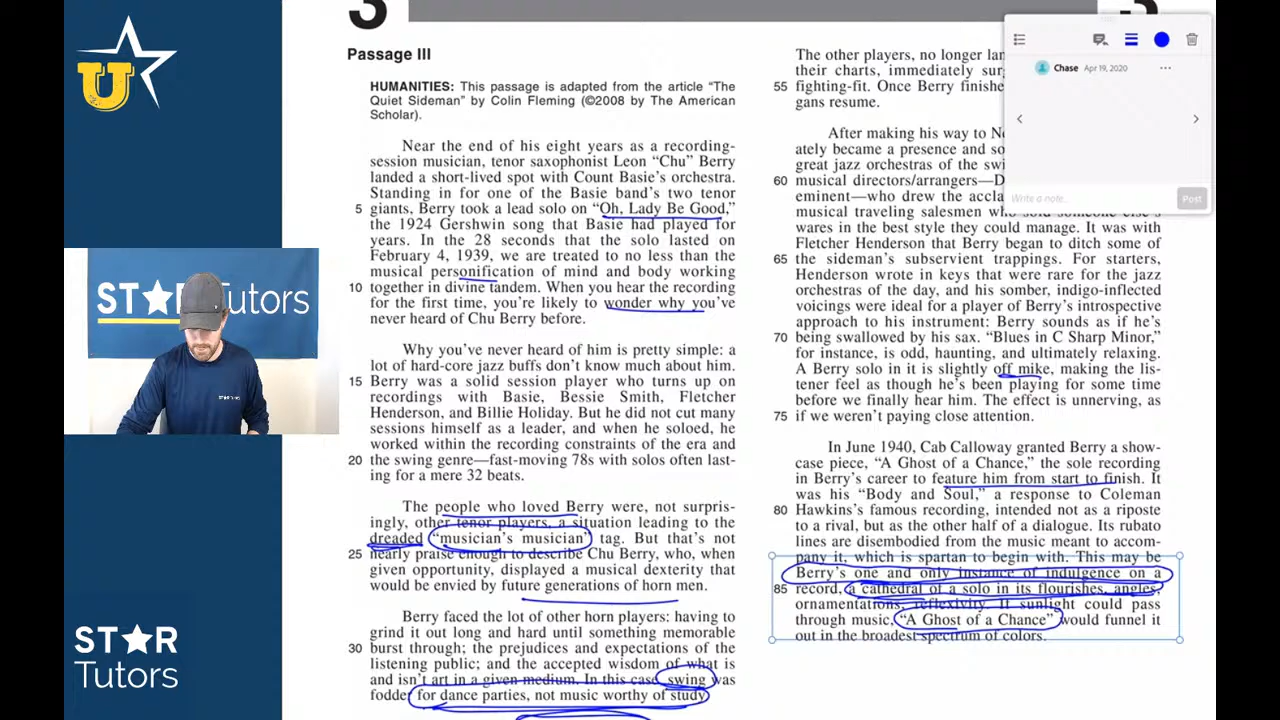 3
3
U
ST★R Tutors
ST★R
Tutors
Passage III
HUMANITIES: This passage is adapted from the article “The
Quiet Sideman” by Colin Fleming (©2008 by The American
Scholar).
Near the end of his eight years as a recording-
session musician, tenor saxophonist Leon “Chu” Berry
landed a short-lived spot with Count Basie’s orchestra.
Standing in for one of the Basie band’s two tenor
5 giants, Berry took a lead solo on “Oh, Lady Be Good,”
the 1924 Gershwin song that Basie had played for
years. In the 28 seconds that the solo lasted on
February 4, 1939, we are treated to no less than the
musical personification of mind and body working
10 together in divine tandem. When you hear the recording
for the first time, you’re likely to wonder why you’ve
never heard of Chu Berry before.
Why you’ve never heard of him is pretty simple: a
lot of hard-core jazz buffs don’t know much about him.
15 Berry was a solid session player who turns up on
recordings with Basie, Bessie Smith, Fletcher
Henderson, and Billie Holiday. But he did not cut many
sessions himself as a leader, and when he soloed, he
worked within the recording constraints of the era and
20 the swing genre—fast-moving 78s with solos often last-
ing for a mere 32 beats.
The people who loved Berry were, not surpris-
ingly, other tenor players, a situation leading to the
dreaded “musician’s musician” tag. But that’s not
25 nearly praise enough to describe Chu Berry, who, when
given opportunity, displayed a musical dexterity that
would be envied by future generations of horn men.
Berry faced the lot of other horn players: having to
grind it out long and hard until something memorable
30 burst through; the prejudices and expectations of the
listening public; and the accepted wisdom of what is
and isn’t art in a given medium. In this case, swing was
fodder for dance parties, not music worthy of study.
The other players, no longer
their charts, immediately
55 fighting-fit. Once Berry
gans resume.
After making his way to
ately became a presence and
great jazz orchestras of the
60 musical directors/arrangers—
eminent—who drew the
musical traveling salesmen who sold someone else’s
wares in the best style they could manage. It was with
Fletcher Henderson that Berry began to ditch some of
65 the sideman’s subservient trappings. For starters,
Henderson wrote in keys that were rare for the jazz
orchestras of the day, and his somber, indigo-inflected
voicings were ideal for a player of Berry’s introspective
approach to his instrument: Berry sounds as if he’s
70 being swallowed by his sax. “Blues in C Sharp Minor,”
for instance, is odd, haunting, and ultimately relaxing.
A Berry solo in it is slightly off mike, making the lis-
tener feel as though he’s been playing for some time
before we finally hear him. The effect is unnerving, as
75 if we weren’t paying close attention.
In June 1940, Cab Calloway granted Berry a show-
case piece, “A Ghost of a Chance,” the sole recording
in Berry’s career to feature him from start to finish. It
was his “Body and Soul,” a response to Coleman
80 Hawkins’s famous recording, intended not as a riposte
to a rival, but as the other half of a dialogue. Its rubato
lines are disembodied from the music meant to accom-
pany it, which is spartan to begin with. This may be
Berry’s one and only instance of indulgence on a
85 record, a cathedral of a solo in its flourishes, angles,
ornamentations, reflexivity. If sunlight could pass
through music, “A Ghost of a Chance” would funnel it
out in the broadest spectrum of colors.
Chase Apr 19, 2020
Write a note...
Post